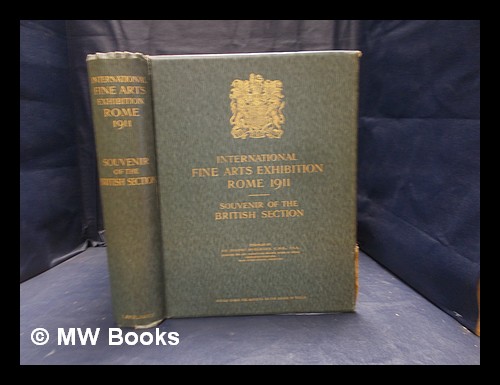 INTERNATIONAL
FINE ARTS
EXHIBITION
ROME
1911
SOUVENIR
OF THE
BRITISH
SECTION
INTERNATIONAL
FINE ARTS EXHIBITION
ROME 1911
SOUVENIR OF THE
BRITISH SECTION
© MW Books